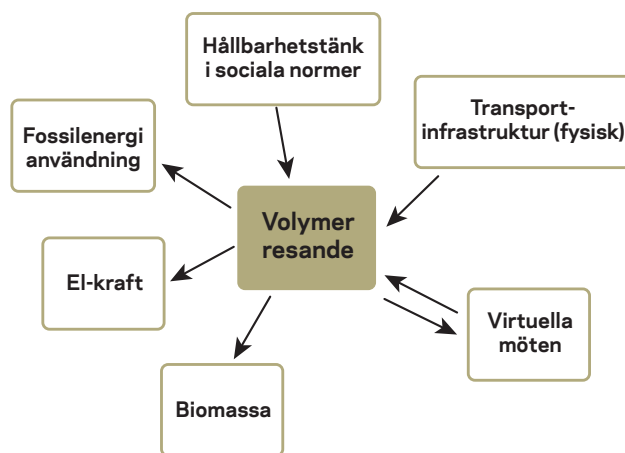 Hållbarhetstänk
i sociala normer
Transport-
infrastruktur (fysisk)
Fossilenergi
användning
Volymer
resande
El-kraft
Virtuella
möten
Biomassa